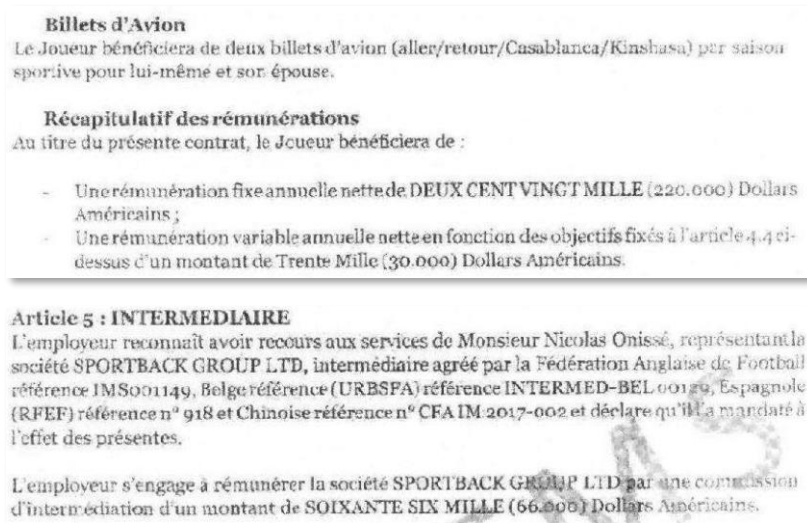 Billets d'Avion
Le Joueur bénéficiera de deux billets d'avion (aller/retour/Casablanca/Kinshasa) par saison
sportive pour lui-même et son épouse.
Récapitulatif des rémunérations
Au titre du présente contrat, le Joueur bénéficiera de :
- Une rémunération fixe annuelle nette de DEUX CENT VINGT MILLE (220.000) Dollars
Américains ;
- Une rémunération variable annuelle nette en fonction des objectifs fixés à l'article 4.4 ci-
dessus d'un montant de Trente Mille (30.000) Dollars Américains.
Article 5 : INTERMEDIAIRE
L'employeur reconnaît avoir recours aux services de Monsieur Nicolas Onissé, représentant la
société SPORTBACK GROUP LTD, intermédiaire agréé par la Fédération Anglaise de Football
référence IMS001149, Belge référence (URBSFA) référence INTERMED-BEL00129, Espagnole
(RFEF) référence n° 918 et Chinoise référence n° CFA IM 2017-002 et déclare qu'il l'a mandaté à
l'effet des présentes.
L'employeur s'engage à rémunérer la société SPORTBACK GROUP LTD par une commission
d'intermédiation d'un montant de SOIXANTE SIX MILLE (66.000) Dollars Américains.
TMS